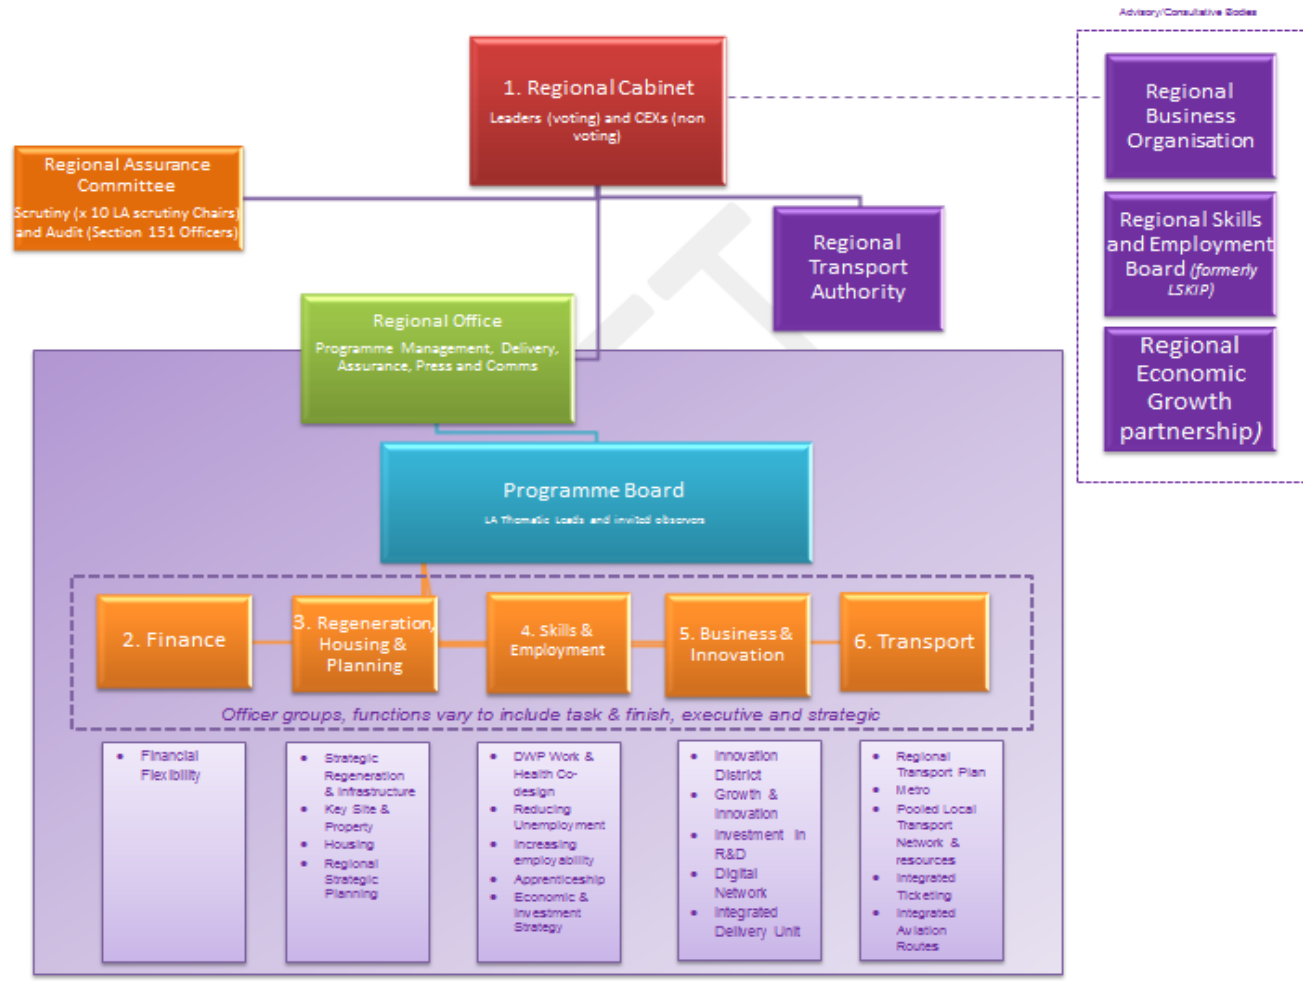 Advisory/Consultative Bodies
1. Regional Cabinet
Leaders (voting) and CEXs (non
voting)
Regional
Business
Organisation
Regional Assurance
Committee
Scrutiny (x 10 LA scrutiny Chairs)
and Audit (Section 151 Officers)
Regional
Transport
Authority
Regional Skills
and Employment
Board (formerly
LSKIP)
Regional Office
Programme Management, Delivery,
Assurance, Press and Comms
Regional
Economic
Growth
partnership)
Programme Board
LA Thematic Leads and invited observers
2. Finance
3. Regeneration,
Housing &
Planning
4. Skills &
Employment
5. Business &
Innovation
6. Transport
Officer groups, functions vary to include task & finish, executive and strategic
• Financial
Flexibility
• Strategic
Regeneration
& Infrastructure
• Key Site &
Property
• Housing
• Regional
Strategic
Planning
• DWP Work &
Health Co-
design
• Reducing
Unemployment
• Increasing
employability
• Apprenticeship
• Economic &
Investment
Strategy
• Innovation
District
• Growth &
Innovation
• Investment in
R&D
• Digital
Network
• Integrated
Delivery Unit
• Regional
Transport Plan
• Metro
• Pooled Local
Transport
Network &
resources
• Integrated
Ticketing
• Integrated
Aviation
Routes